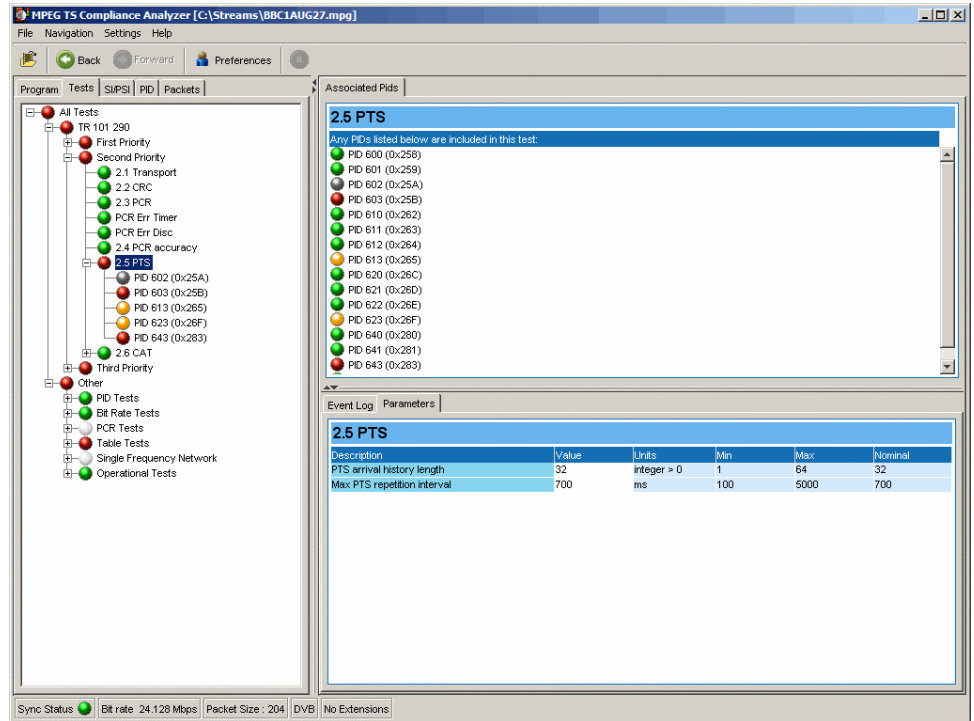 MPEG TS Compliance Analyzer [C:\Streams\BBC1AUG27.mpg]
File Navigation Settings Help
Back Forward Preferences
Program Tests SI/PSI PID Packets
All Tests
TR 101 290
First Priority
Second Priority
2.1 Transport
2.2 CRC
2.3 PCR
PCR Err Timer
PCR Err Disc
2.4 PCR accuracy
2.5 PTS
PID 602 (0x25A)
PID 603 (0x25B)
PID 613 (0x265)
PID 623 (0x26F)
PID 643 (0x283)
2.6 CAT
Third Priority
Other
PID Tests
Bit Rate Tests
PCR Tests
Table Tests
Single Frequency Network
Operational Tests
Associated Pids
2.5 PTS
Any PIDs listed below are included in this test:
PID 600 (0x258)
PID 601 (0x259)
PID 602 (0x25A)
PID 603 (0x25B)
PID 610 (0x262)
PID 611 (0x263)
PID 612 (0x264)
PID 613 (0x265)
PID 620 (0x26C)
PID 621 (0x26D)
PID 622 (0x26E)
PID 623 (0x26F)
PID 640 (0x280)
PID 641 (0x281)
PID 643 (0x283)
Event Log Parameters
2.5 PTS
Description Value Units Min Max Nominal
PTS arrival history length 32 integer > 0 1 64 32
Max PTS repetition interval 700 ms 100 5000 700
Sync Status Bit rate 24.128 Mbps Packet Size : 204 DVB No Extensions